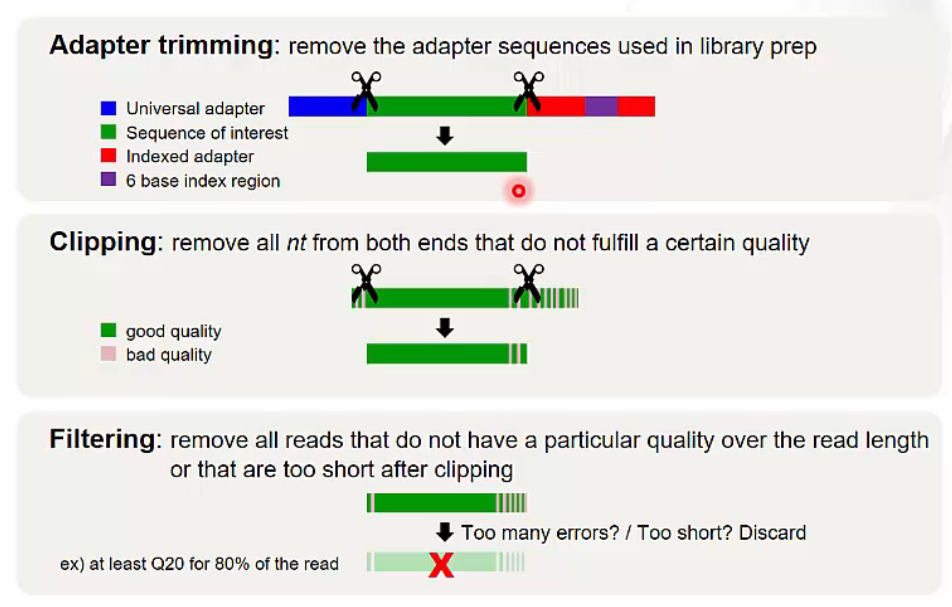 Adapter trimming: remove the adapter sequences used in library prep
Universal adapter
Sequence of interest
Indexed adapter
6 base index region
Clipping: remove all nt from both ends that do not fulfill a certain quality
good quality
bad quality
Filtering: remove all reads that do not have a particular quality over the read length
or that are too short after clipping
Too many errors? / Too short? Discard
ex) at least Q20 for 80% of the read